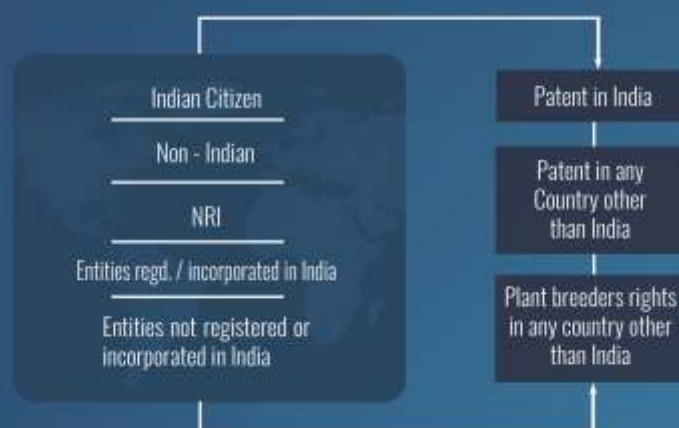 Indian Citizen
Non - Indian
NRI
Entities regd. / incorporated in India
Entities not registered or
incorporated in India
Patent in India
Patent in any
Country other
than India
Plant breeders rights
in any country other
than India